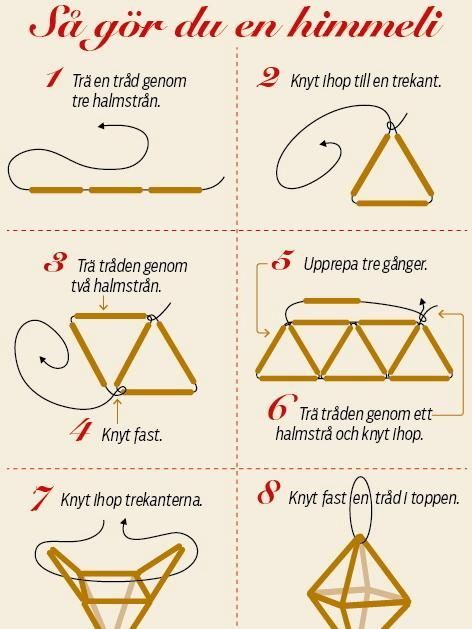 Så gör du en himmeli
1 Trä en tråd genom
tre halmstrån.
2 Knyt ihop till en trekant.
3 Trä tråden genom
två halmstrån.
4 Knyt fast.
5 Upprepa tre gånger.
6 Trä tråden genom ett
halmstrå och knyt ihop.
7 Knyt ihop trekanterna.
8 Knyt fast en tråd i toppen.